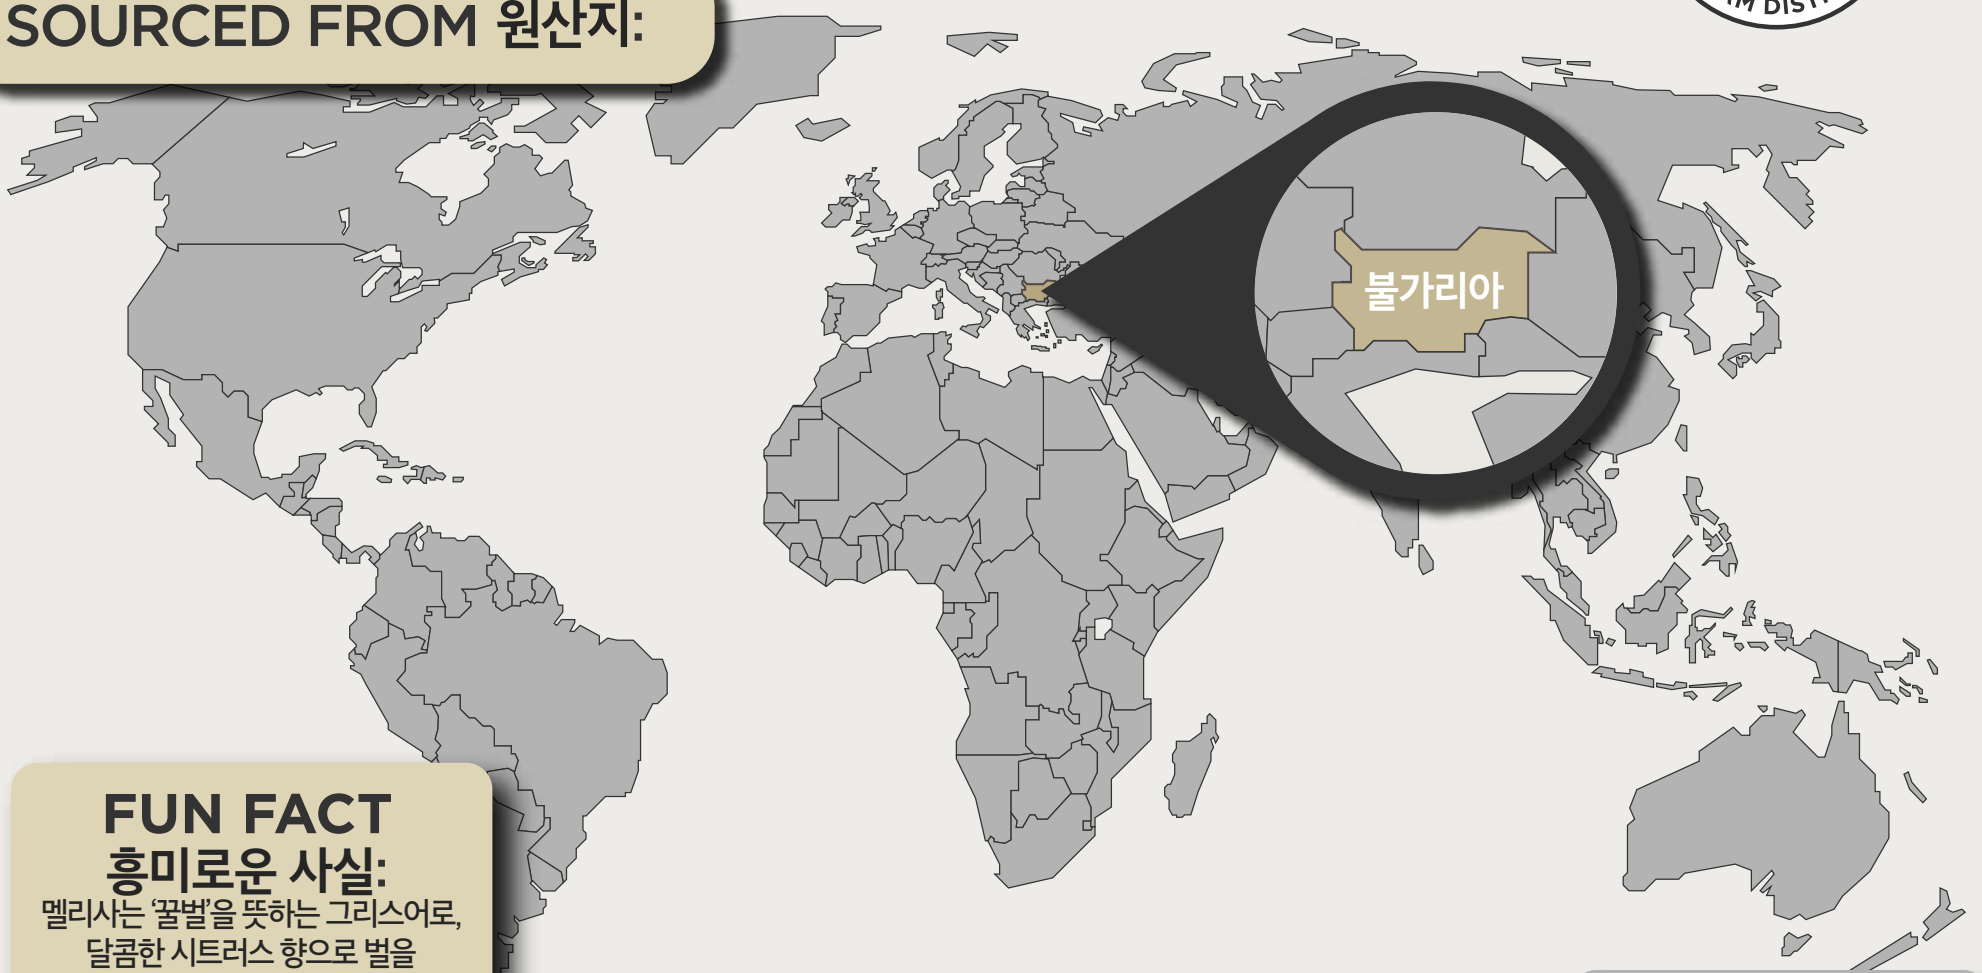 SOURCED FROM 원산지:
DIST
불가리아
FUN FACT
흥미로운 사실:
멜리사는 ‘꿀벌’을 뜻하는 그리스어로,
달콤한 시트러스 향으로 벌을